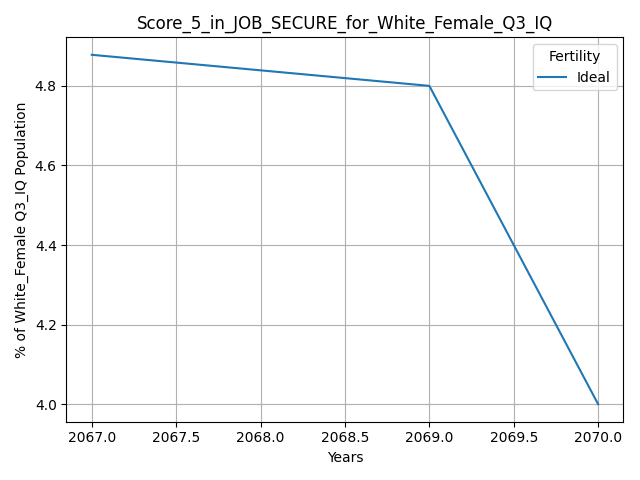 Score_5_in_JOB_SECURE_for_White_Female_Q3_IQ
Fertility
Ideal
% of White_Female Q3_IQ Population
4.8
4.6
4.4
4.2
4.0
2067.0 2067.5 2068.0 2068.5 2069.0 2069.5 2070.0
Years